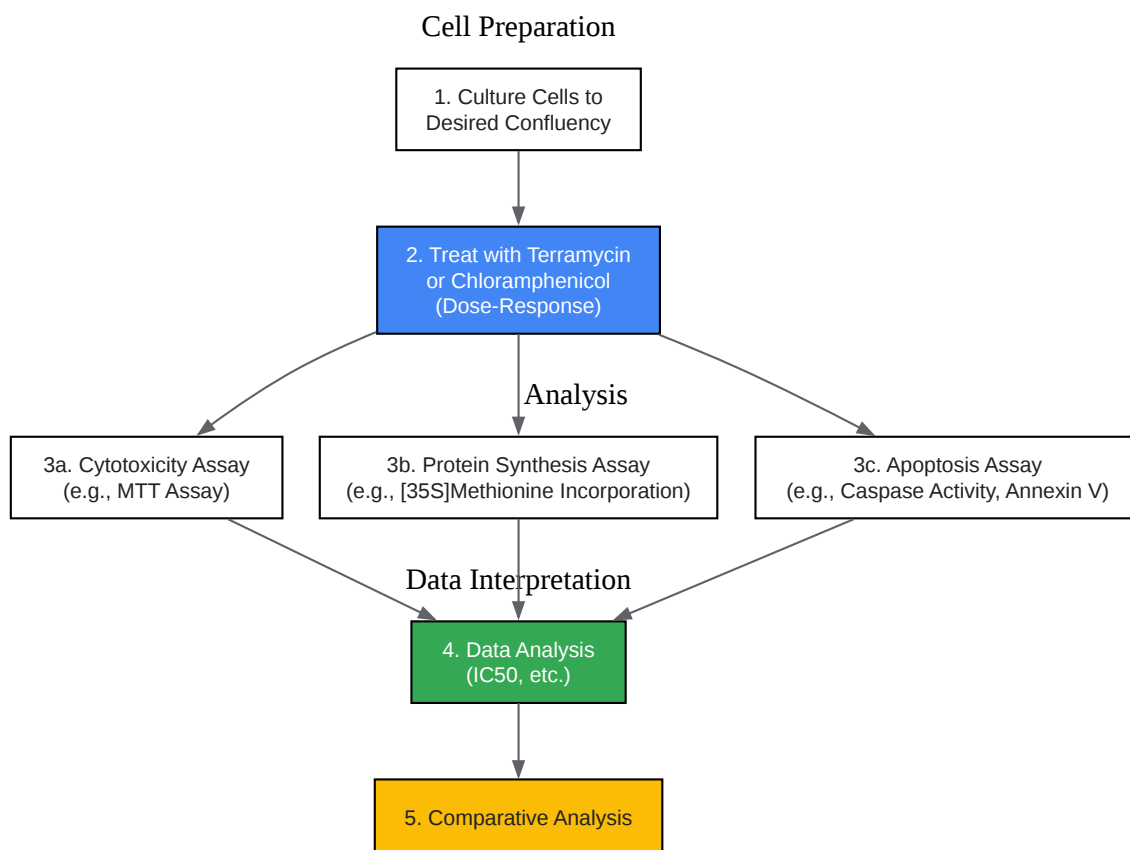 Cell Preparation
1. Culture Cells to
Desired Confluency
2. Treat with Terramycin
or Chloramphenicol
(Dose-Response)
Analysis
3a. Cytotoxicity Assay
(e.g., MTT Assay)
3b. Protein Synthesis Assay
(e.g., [35S]Methionine Incorporation)
3c. Apoptosis Assay
(e.g., Caspase Activity, Annexin V)
Data Interpretation
4. Data Analysis
(IC50, etc.)
5. Comparative Analysis